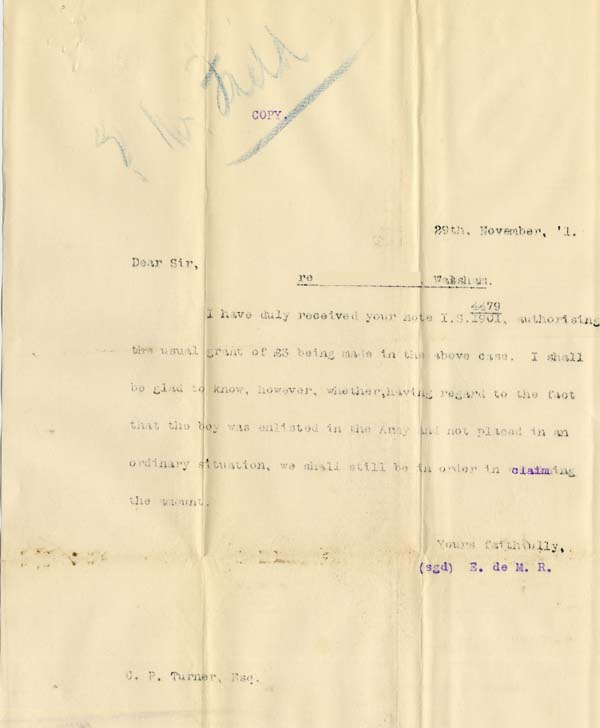 COPY.
29th. November, '1.
Dear Sir,
re Walsham.
I have duly received your note I.S. 4479/1901, authorising
the usual grant of £3 being made in the above case. I shall
be glad to know, however, whether, having regard to the fact
that the boy was enlisted in the Army and not placed in an
ordinary situation, we shall still be in order in claiming
the amount.
Yours faithfully,
(sgd) E. de M. R.
C. P. Turner, Esq.